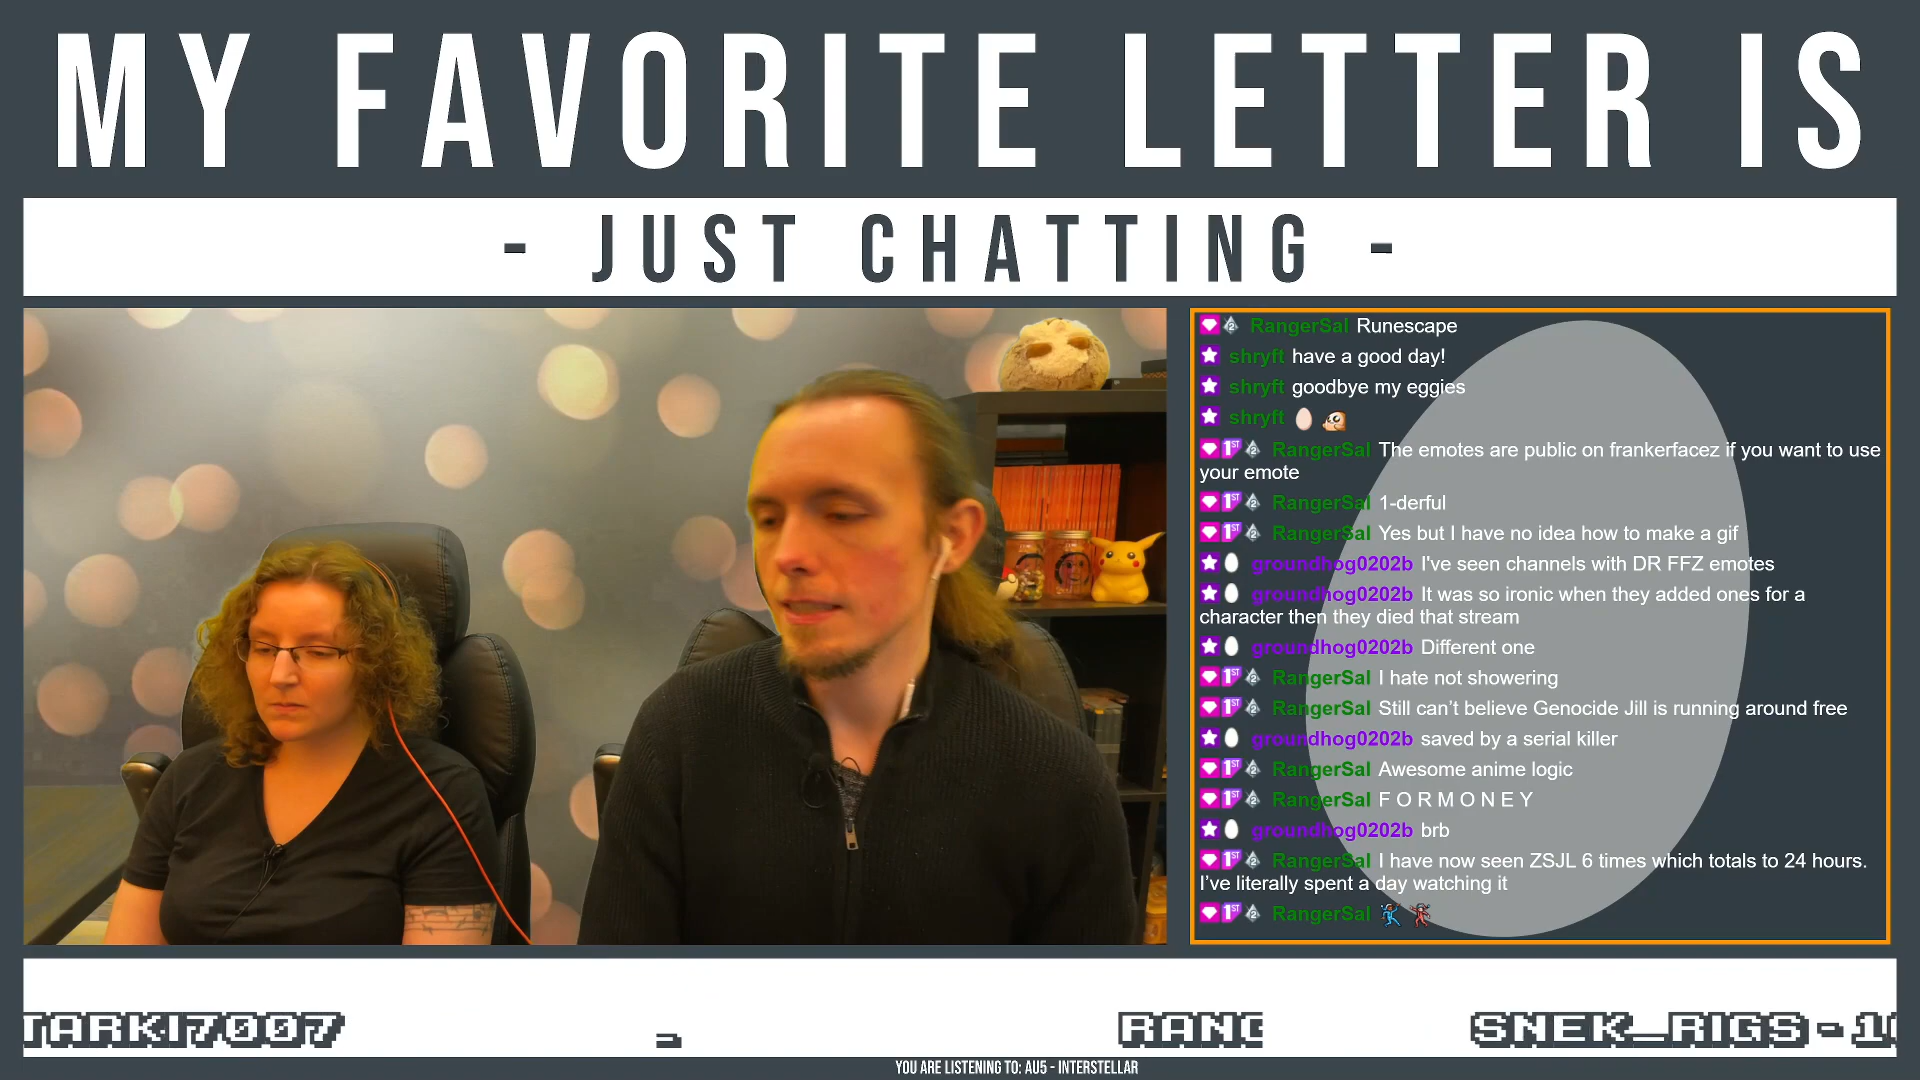 MY FAVORITE LETTER IS
- JUST CHATTING -
RangerSal Runescape
shryft have a good day!
shryft goodbye my eggies
shryft
RangerSal The emotes are public on frankerfacez if you want to use
your emote
RangerSal 1-derful
RangerSal Yes but I have no idea how to make a gif
groundhog0202b I've seen channels with DR FFZ emotes
groundhog0202b It was so ironic when they added ones for a
character then they died that stream
groundhog0202b Different one
RangerSal I hate not showering
RangerSal Still can’t believe Genocide Jill is running around free
groundhog0202b saved by a serial killer
RangerSal Awesome anime logic
RangerSal F O R M O N E Y
groundhog0202b brb
RangerSal I have now seen ZSJL 6 times which totals to 24 hours.
I’ve literally spent a day watching it
RangerSal
TARKI7007 RANG SNEK_RIGS - 1
YOU ARE LISTENING TO: AU5 - INTERSTELLAR